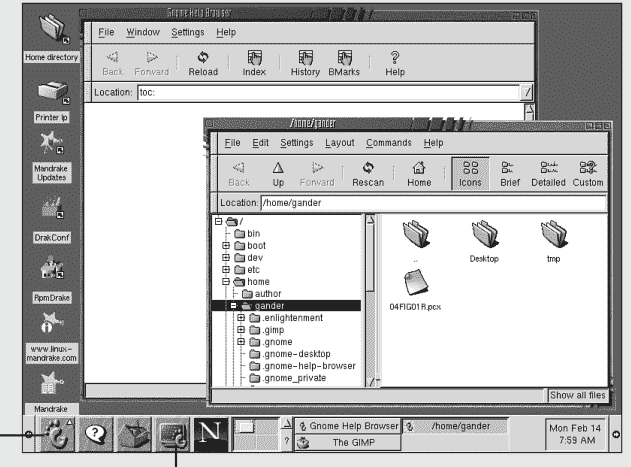 Gnome Help Browser
File Window Settings Help
Back Forward Reload Index History BMarks Help
Location: toc:
Home directory
Printer lp
Mandrake
Updates
DrakConf
RpmDrake
www.linux-
mandrake.com
Mandrake
/home/gander
File Edit Settings Layout Commands Help
Back Up Forward Rescan Home Icons Brief Detailed Custom
Location: /home/gander
/
bin
boot
dev
etc
home
author
gander
.enlightenment
.gimp
.gnome
.gnome-desktop
.gnome-help-browser
.gnome_private
..
Desktop
tmp
04FIG01R.pcx
Show all files
N
?
Gnome Help Browser
/home/gander
The GIMP
Mon Feb 14
7:59 AM